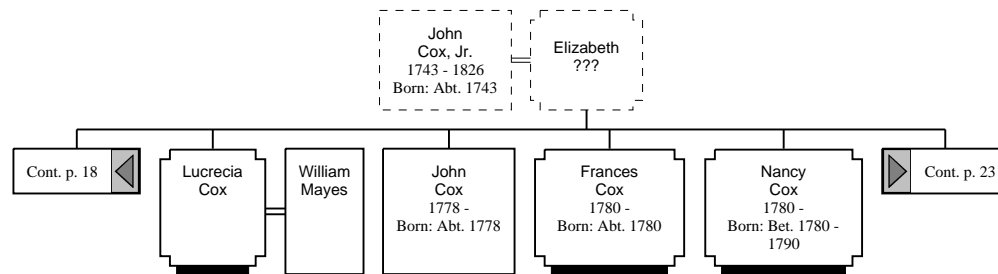 John
Cox, Jr.
1743 - 1826
Born: Abt. 1743
Elizabeth
???
Cont. p. 18
Lucrecia
Cox
William
Mayes
John
Cox
1778 -
Born: Abt. 1778
Frances
Cox
1780 -
Born: Abt. 1780
Nancy
Cox
1780 -
Born: Bet. 1780 -
1790
Cont. p. 23